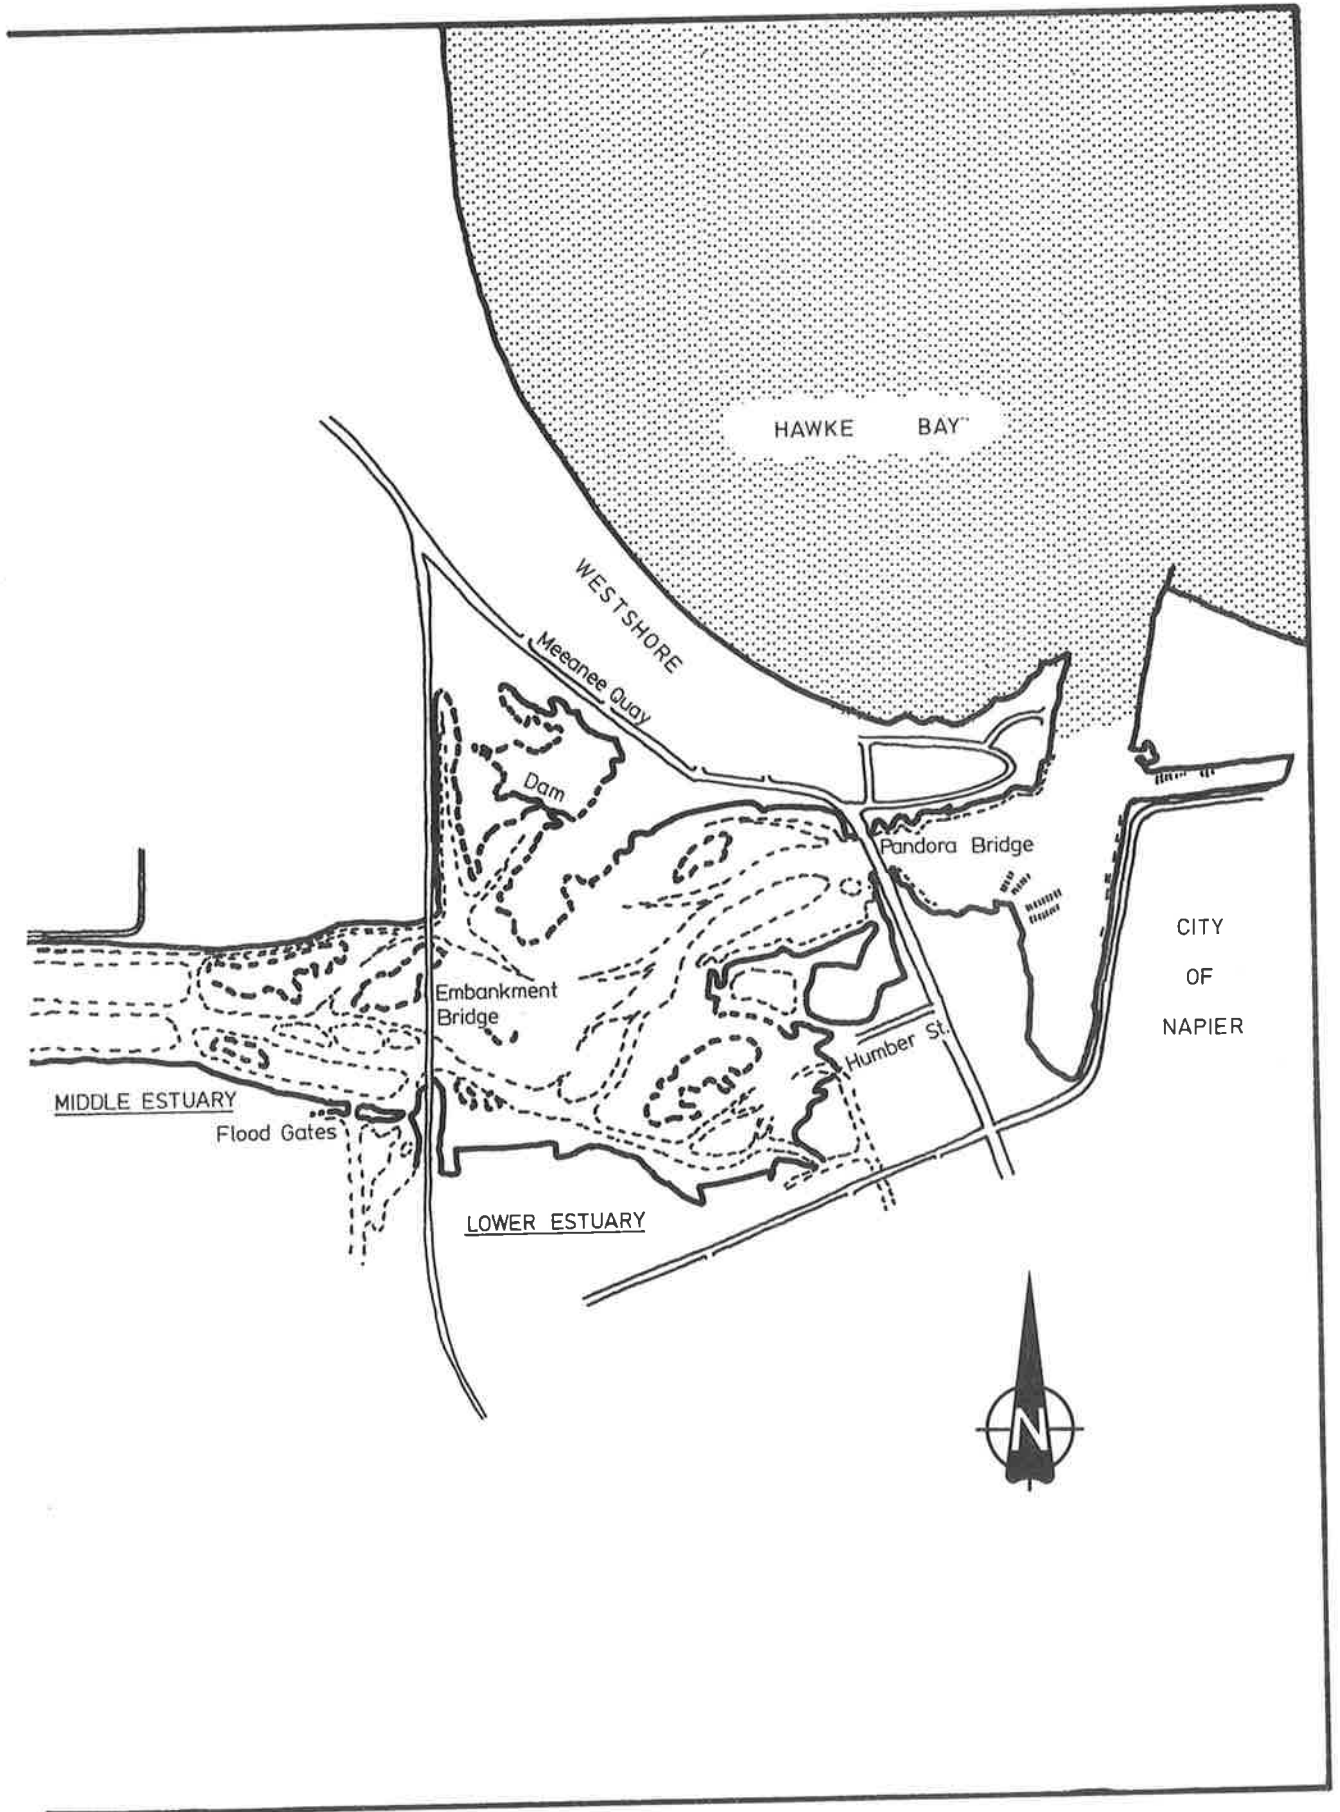 HAWKE BAY
WESTSHORE
Meeanee Quay
Dam
Pandora Bridge
CITY
OF
NAPIER
Embankment
Bridge
Humber St.
MIDDLE ESTUARY
Flood Gates
LOWER ESTUARY
N